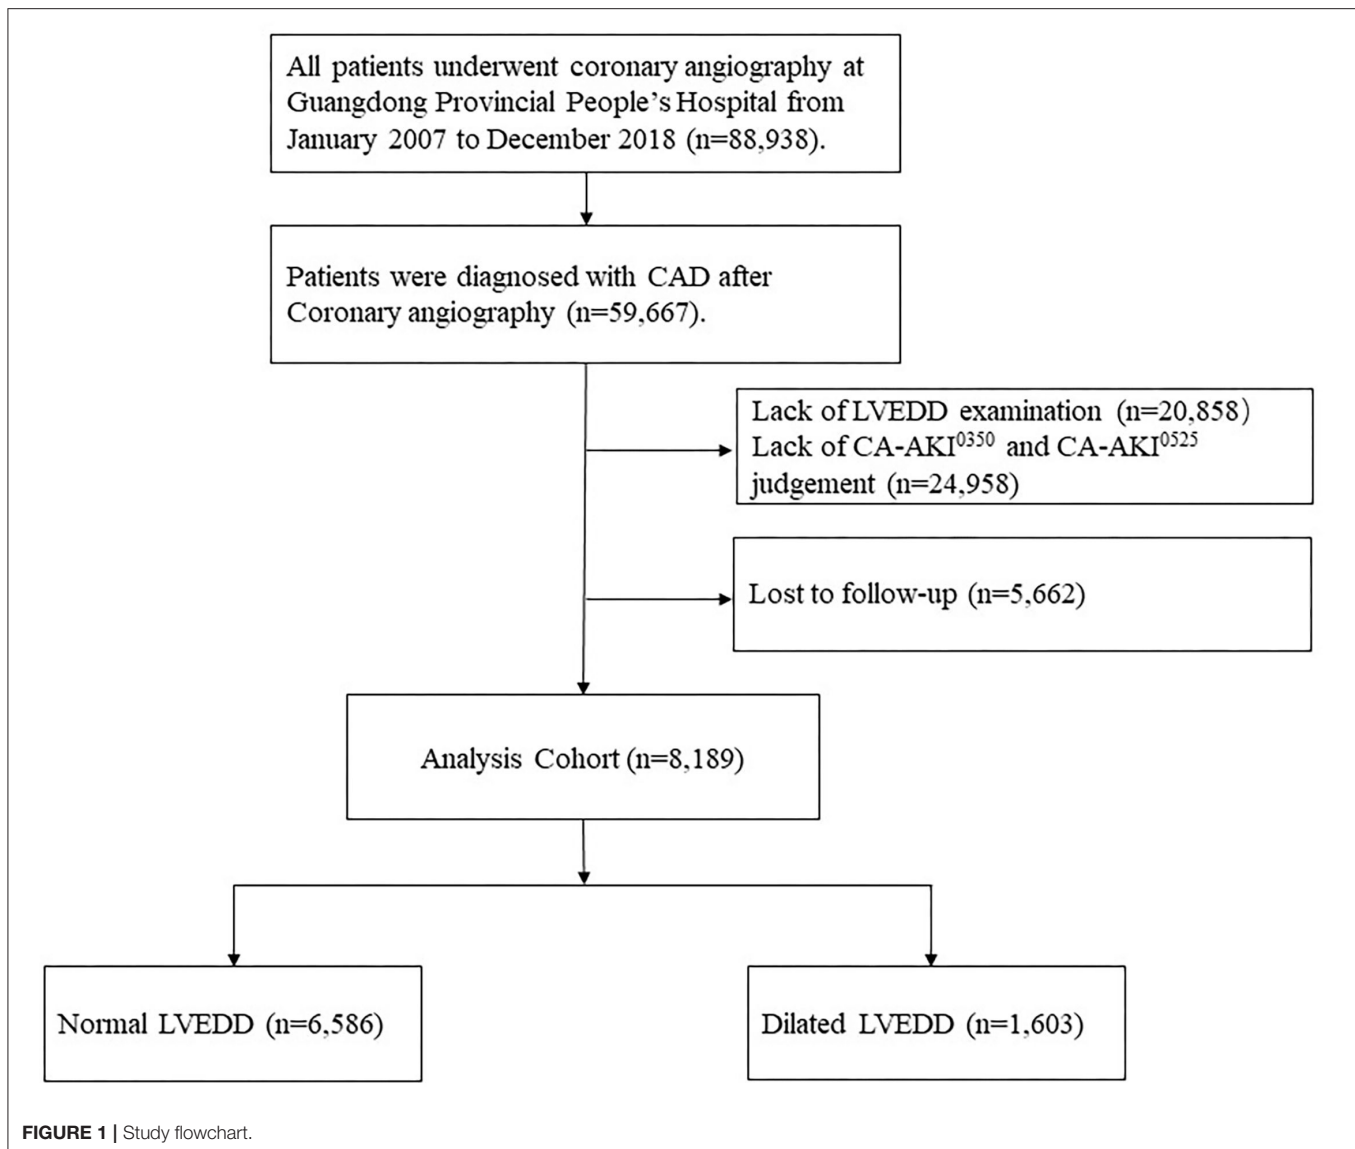 All patients underwent coronary angiography at
Guangdong Provincial People's Hospital from
January 2007 to December 2018 (n=88,938).
Patients were diagnosed with CAD after
Coronary angiography (n=59,667).
Lack of LVEDD examination (n=20,858)
Lack of CA-AKI⁰³⁵⁰ and CA-AKI⁰⁵²⁵
judgement (n=24,958)
Lost to follow-up (n=5,662)
Analysis Cohort (n=8,189)
Normal LVEDD (n=6,586)
Dilated LVEDD (n=1,603)
FIGURE 1 | Study flowchart.